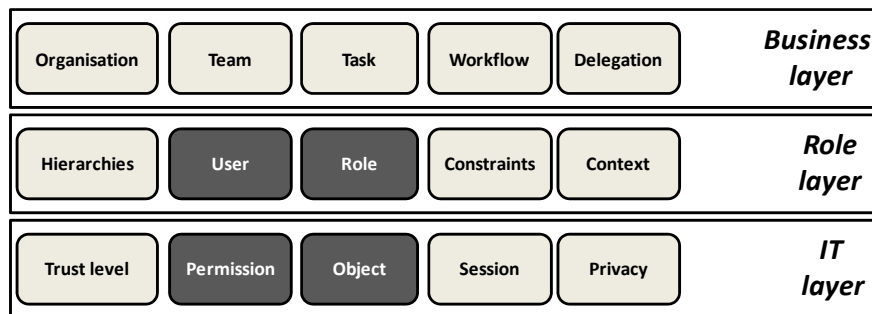 Organisation Team Task Workflow Delegation Business
layer
Hierarchies User Role Constraints Context Role
layer
Trust level Permission Object Session Privacy IT
layer